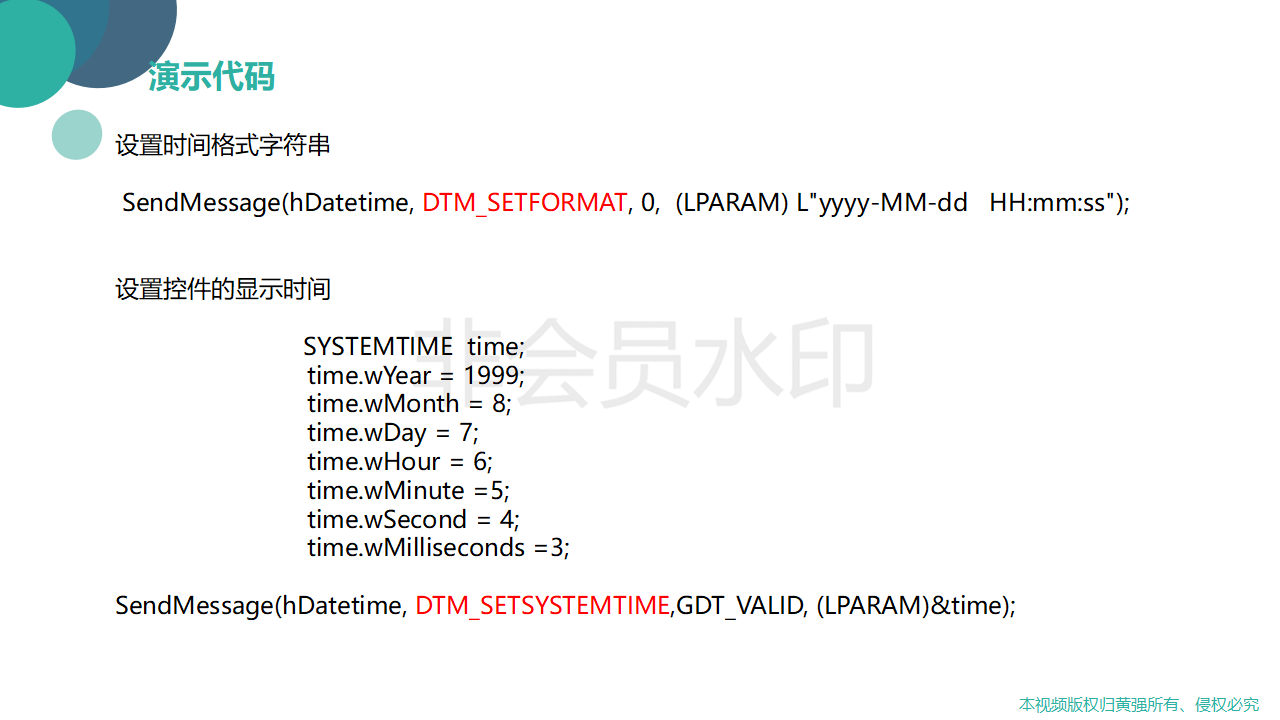 演示代码
设置时间格式字符串
SendMessage(hDatetime, DTM_SETFORMAT, 0,  (LPARAM) L"yyyy-MM-dd   HH:mm:ss");
设置控件的显示时间
非会员水印
SYSTEMTIME  time;
time.wYear = 1999;
time.wMonth = 8;
time.wDay = 7;
time.wHour = 6;
time.wMinute =5;
time.wSecond = 4;
time.wMilliseconds =3;
SendMessage(hDatetime, DTM_SETSYSTEMTIME,GDT_VALID, (LPARAM)&time);
本视频版权归黄强所有、侵权必究